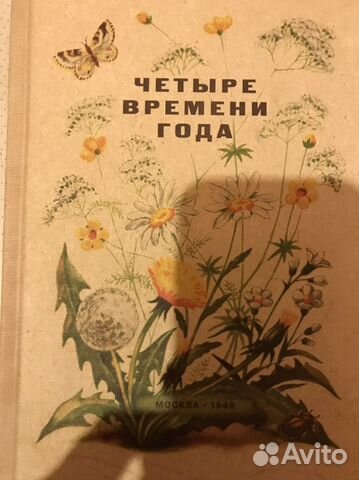 ЧЕТЫРЕ
ВРЕМЕНИ
ГОДА
МОСКВА • 1949
Avito